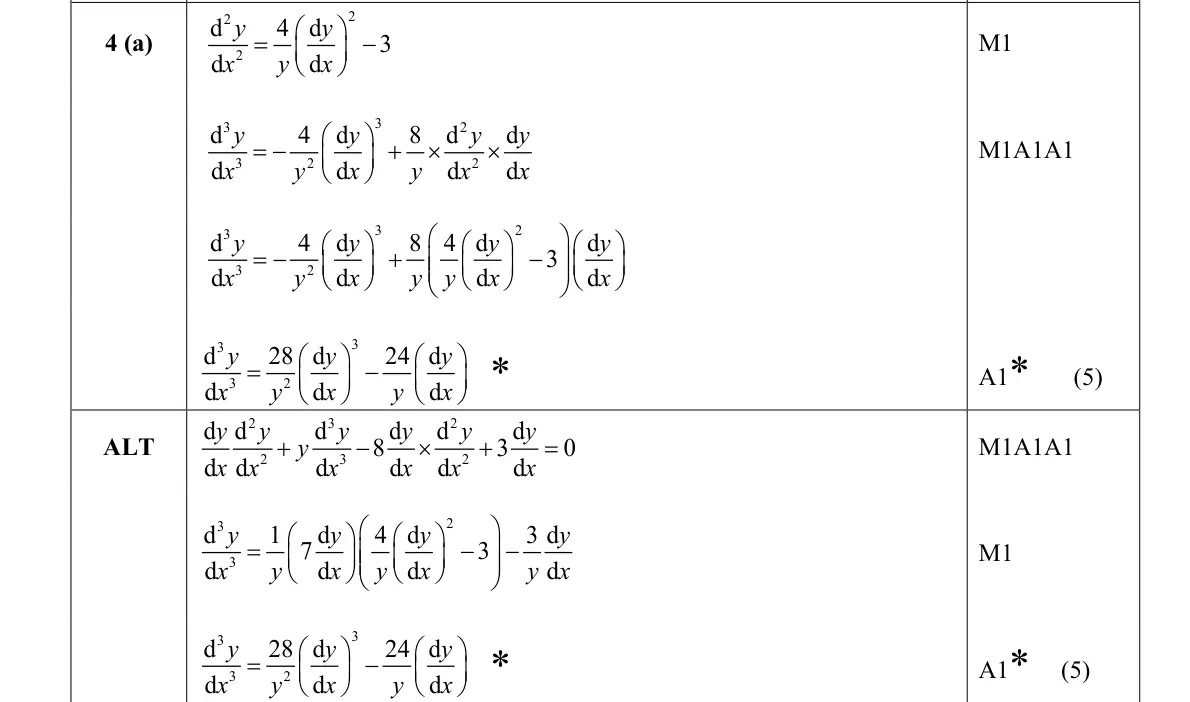 4 (a) d²y/dx² = 4/y (dy/dx)² − 3 M1
d³y/dx³ = − 4/y² (dy/dx)³ + 8/y × d²y/dx² × dy/dx M1A1A1
d³y/dx³ = − 4/y² (dy/dx)³ + 8/y (4/y (dy/dx)² − 3)(dy/dx)
d³y/dx³ = 28/y² (dy/dx)³ − 24/y (dy/dx) * A1* (5)
ALT dy/dx d²y/dx² + y d³y/dx³ − 8 dy/dx × d²y/dx² + 3 dy/dx = 0 M1A1A1
d³y/dx³ = 1/y (7 dy/dx)(4/y (dy/dx)² − 3) − 3/y dy/dx M1
d³y/dx³ = 28/y² (dy/dx)³ − 24/y (dy/dx) * A1* (5)